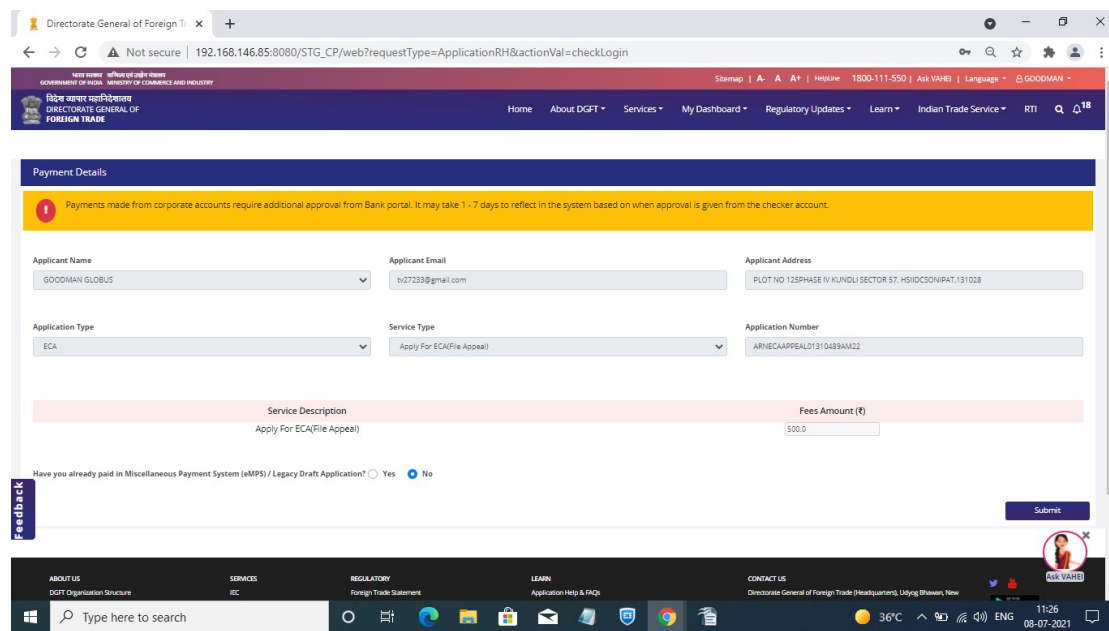 Directorate General of Foreign Tr
Not secure | 192.168.146.85:8080/STG_CP/web?requestType=ApplicationRH&actionVal=checkLogin
भारत सरकार वाणिज्य एवं उद्योग मंत्रालय
GOVERNMENT OF INDIA MINISTRY OF COMMERCE AND INDUSTRY
Sitemap | A- A A+ | HelpLine 1800-111-550 | Ask VAHEI | Language GOODMAN
विदेश व्यापार महानिदेशालय
DIRECTORATE GENERAL OF
FOREIGN TRADE
Home About DGFT Services My Dashboard Regulatory Updates Learn Indian Trade Service RTI 18
Payment Details
Payments made from corporate accounts require additional approval from Bank portal. It may take 1 - 7 days to reflect in the system based on when approval is given from the checker account.
Applicant Name Applicant Email Applicant Address
GOODMAN GLOBUS tv27233@gmail.com PLOT NO 125PHASE IV KUNDLI SECTOR 57, HSIIDCSONIPAT,131028
Application Type Service Type Application Number
ECA Apply For ECA(File Appeal) ARNECAAPPEAL01310489AM22
Service Description Fees Amount (₹)
Apply For ECA(File Appeal) 500.0
Have you already paid in Miscellaneous Payment System (eMPS) / Legacy Draft Application? Yes No
Feedback
Submit
Ask VAHEI
ABOUT US SERVICES REGULATORY LEARN CONTACT US
DGFT Organization Structure IEC Foreign Trade Statement Application Help & FAQs Directorate General of Foreign Trade (Headquarters), Udyog Bhawan, New
Type here to search
36°C ENG 11:26
08-07-2021